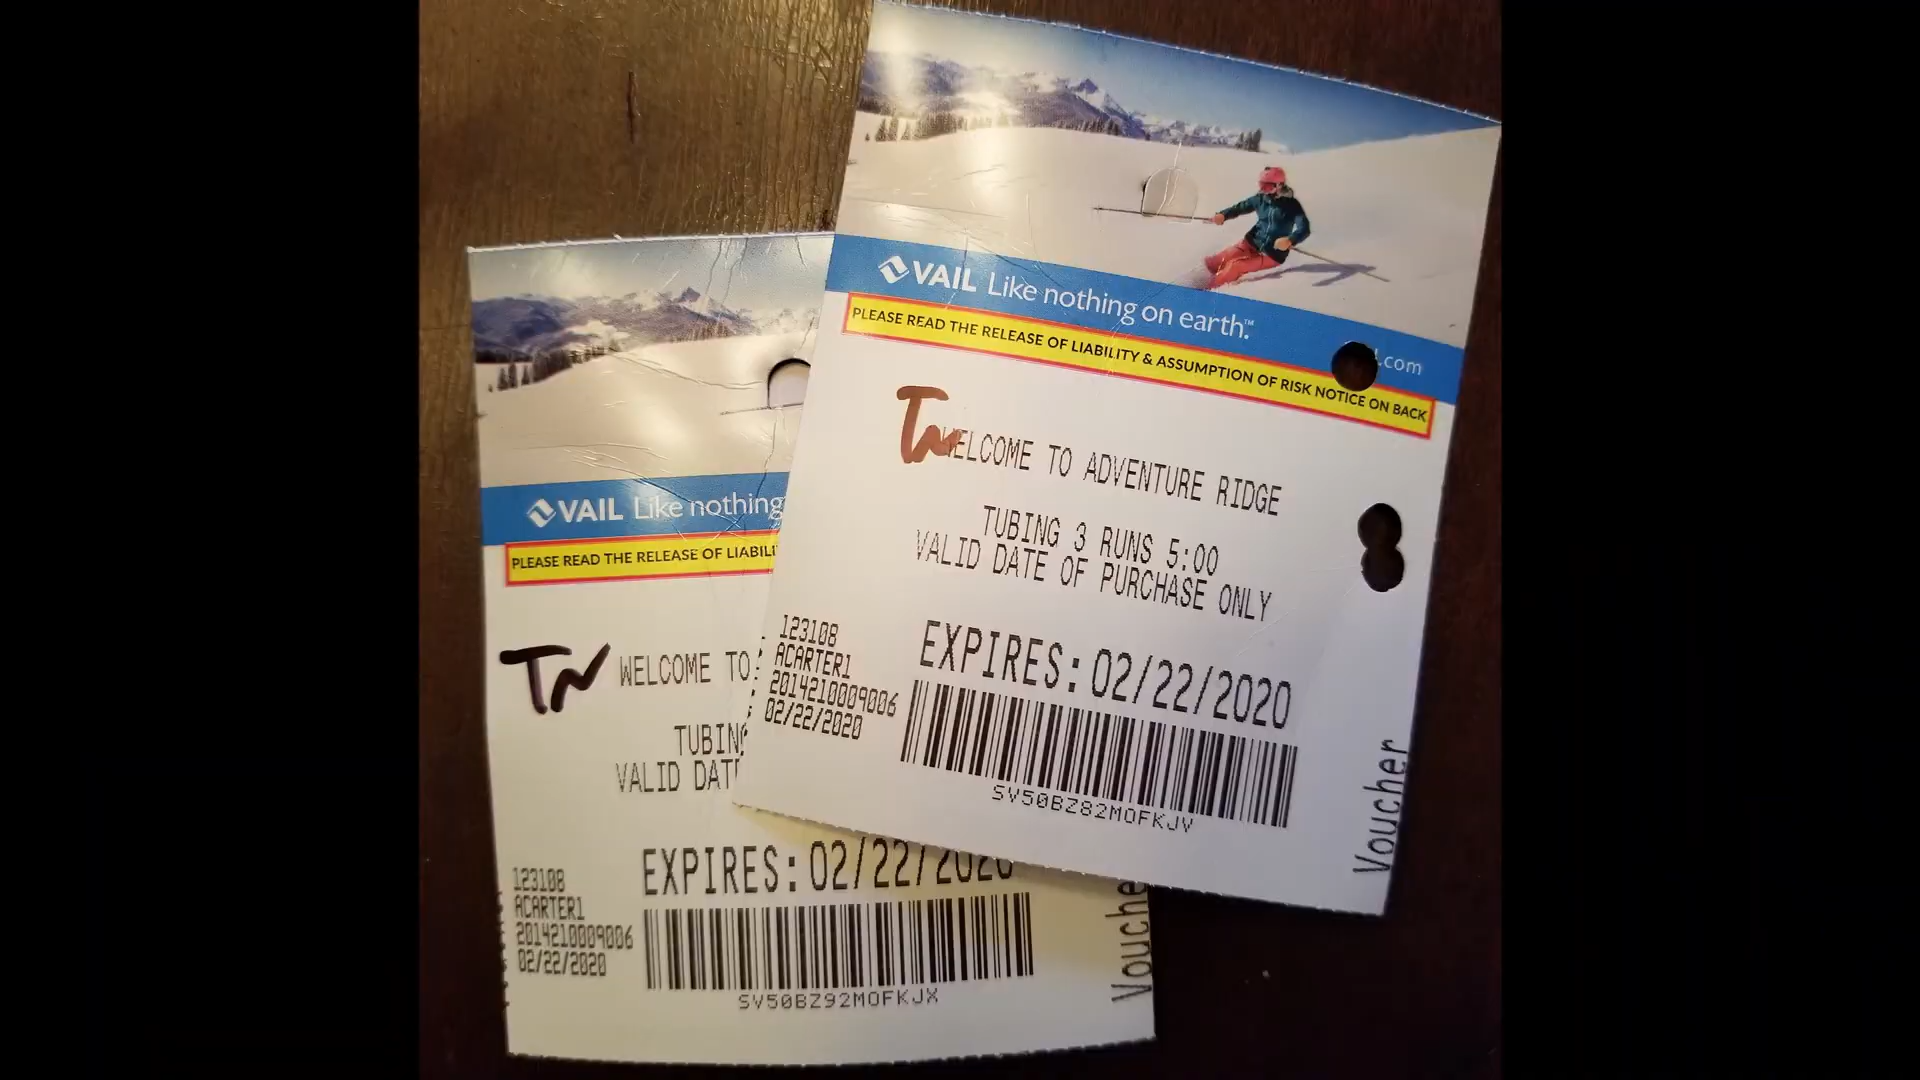 VAIL Like nothing on earth.™
.com
PLEASE READ THE RELEASE OF LIABILITY & ASSUMPTION OF RISK NOTICE ON BACK
TN
WELCOME TO ADVENTURE RIDGE
TUBING 3 RUNS 5:00
VALID DATE OF PURCHASE ONLY
EXPIRES: 02/22/2020
123108
ACARTER1
2014210009006
02/22/2020
SV50BZ82MOFKJV
Voucher
VAIL Like nothing
PLEASE READ THE RELEASE OF LIABILI
TN
WELCOME TO
TUBING
VALID DAT
EXPIRES: 02/22/2020
123108
ACARTER1
2014210009006
02/22/2020
SV50BZ92MOFKJX
Vouche